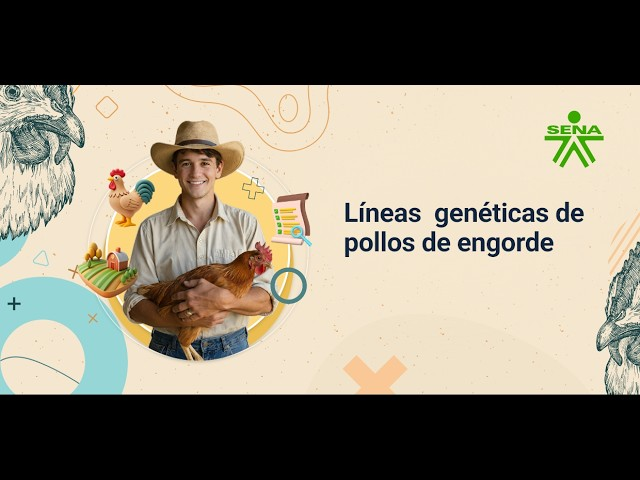 SENA
Líneas genéticas de
pollos de engorde